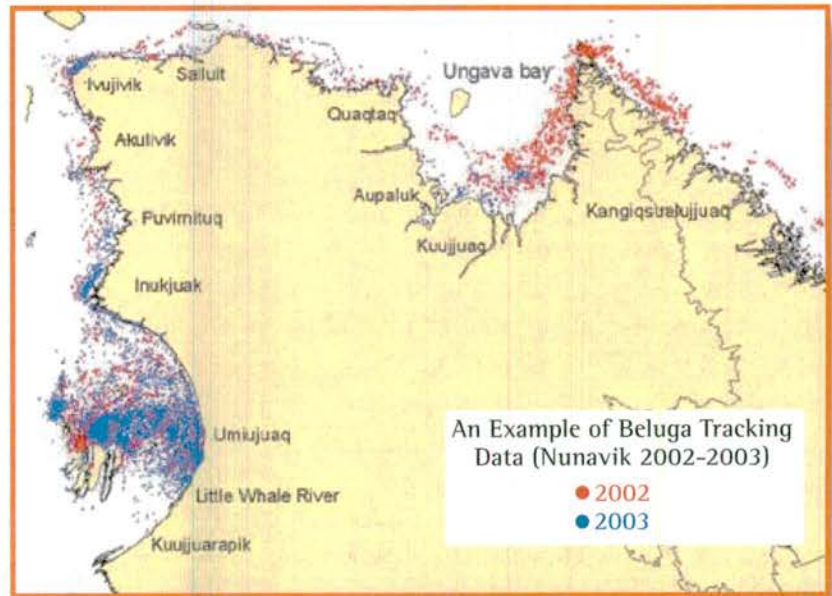 Ungava bay
Salluit
Ivujivik
Quaqtaq
Akulivik
Aupaluk
Kangiqsualujjuaq
Puvirnituq
Kuujjuaq
Inukjuak
An Example of Beluga Tracking
Data (Nunavik 2002-2003)
2002
2003
Umiujuaq
Little Whale River
Kuujjuarapik